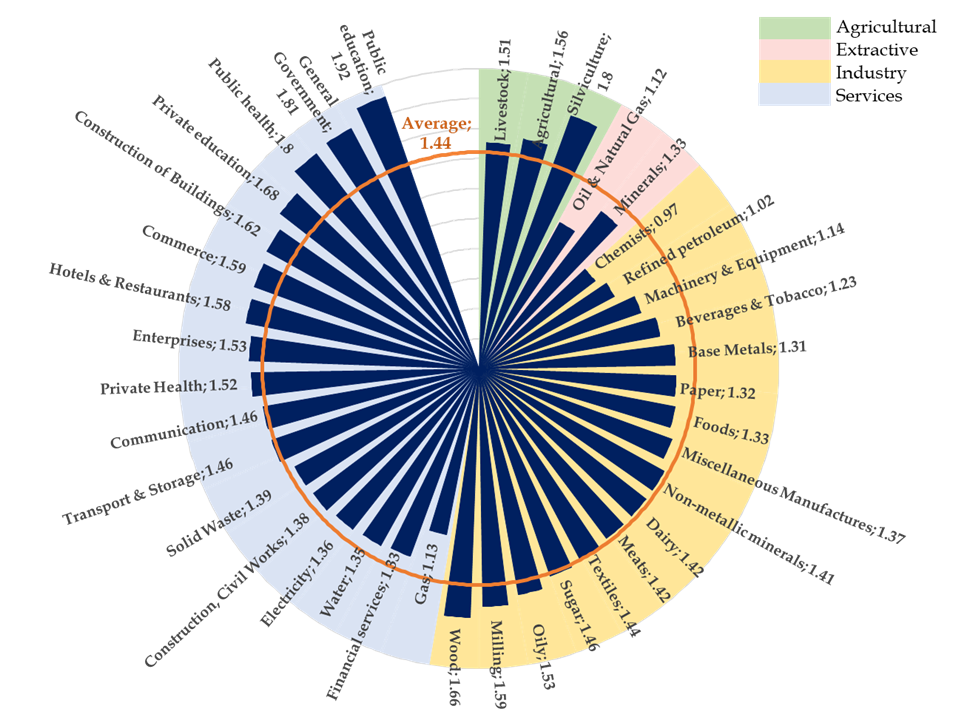 Agricultural
Extractive
Industry
Services
Average;
1.44
Livestock; 1.51
Agricultural; 1.56
Silviculture;
1.8
Oil & Natural Gas; 1.12
Minerals; 1.33
Chemists; 0.97
Refined petroleum; 1.02
Machinery & Equipment; 1.14
Beverages & Tobacco; 1.23
Base Metals; 1.31
Paper; 1.32
Foods; 1.33
Miscellaneous Manufactures; 1.37
Non-metallic minerals; 1.41
Dairy; 1.42
Meats; 1.42
Textiles; 1.44
Sugar; 1.46
Oily; 1.53
Milling; 1.59
Wood; 1.66
Gas; 1.13
Financial services; 1.33
Water; 1.35
Electricity; 1.36
Construction, Civil Works; 1.38
Solid Waste; 1.39
Transport & Storage; 1.46
Communication; 1.46
Private Health; 1.52
Enterprises; 1.53
Hotels & Restaurants; 1.58
Commerce; 1.59
Construction of Buildings; 1.62
Private education; 1.68
Public health; 1.8
General
Government;
1.81
Public
education;
1.92